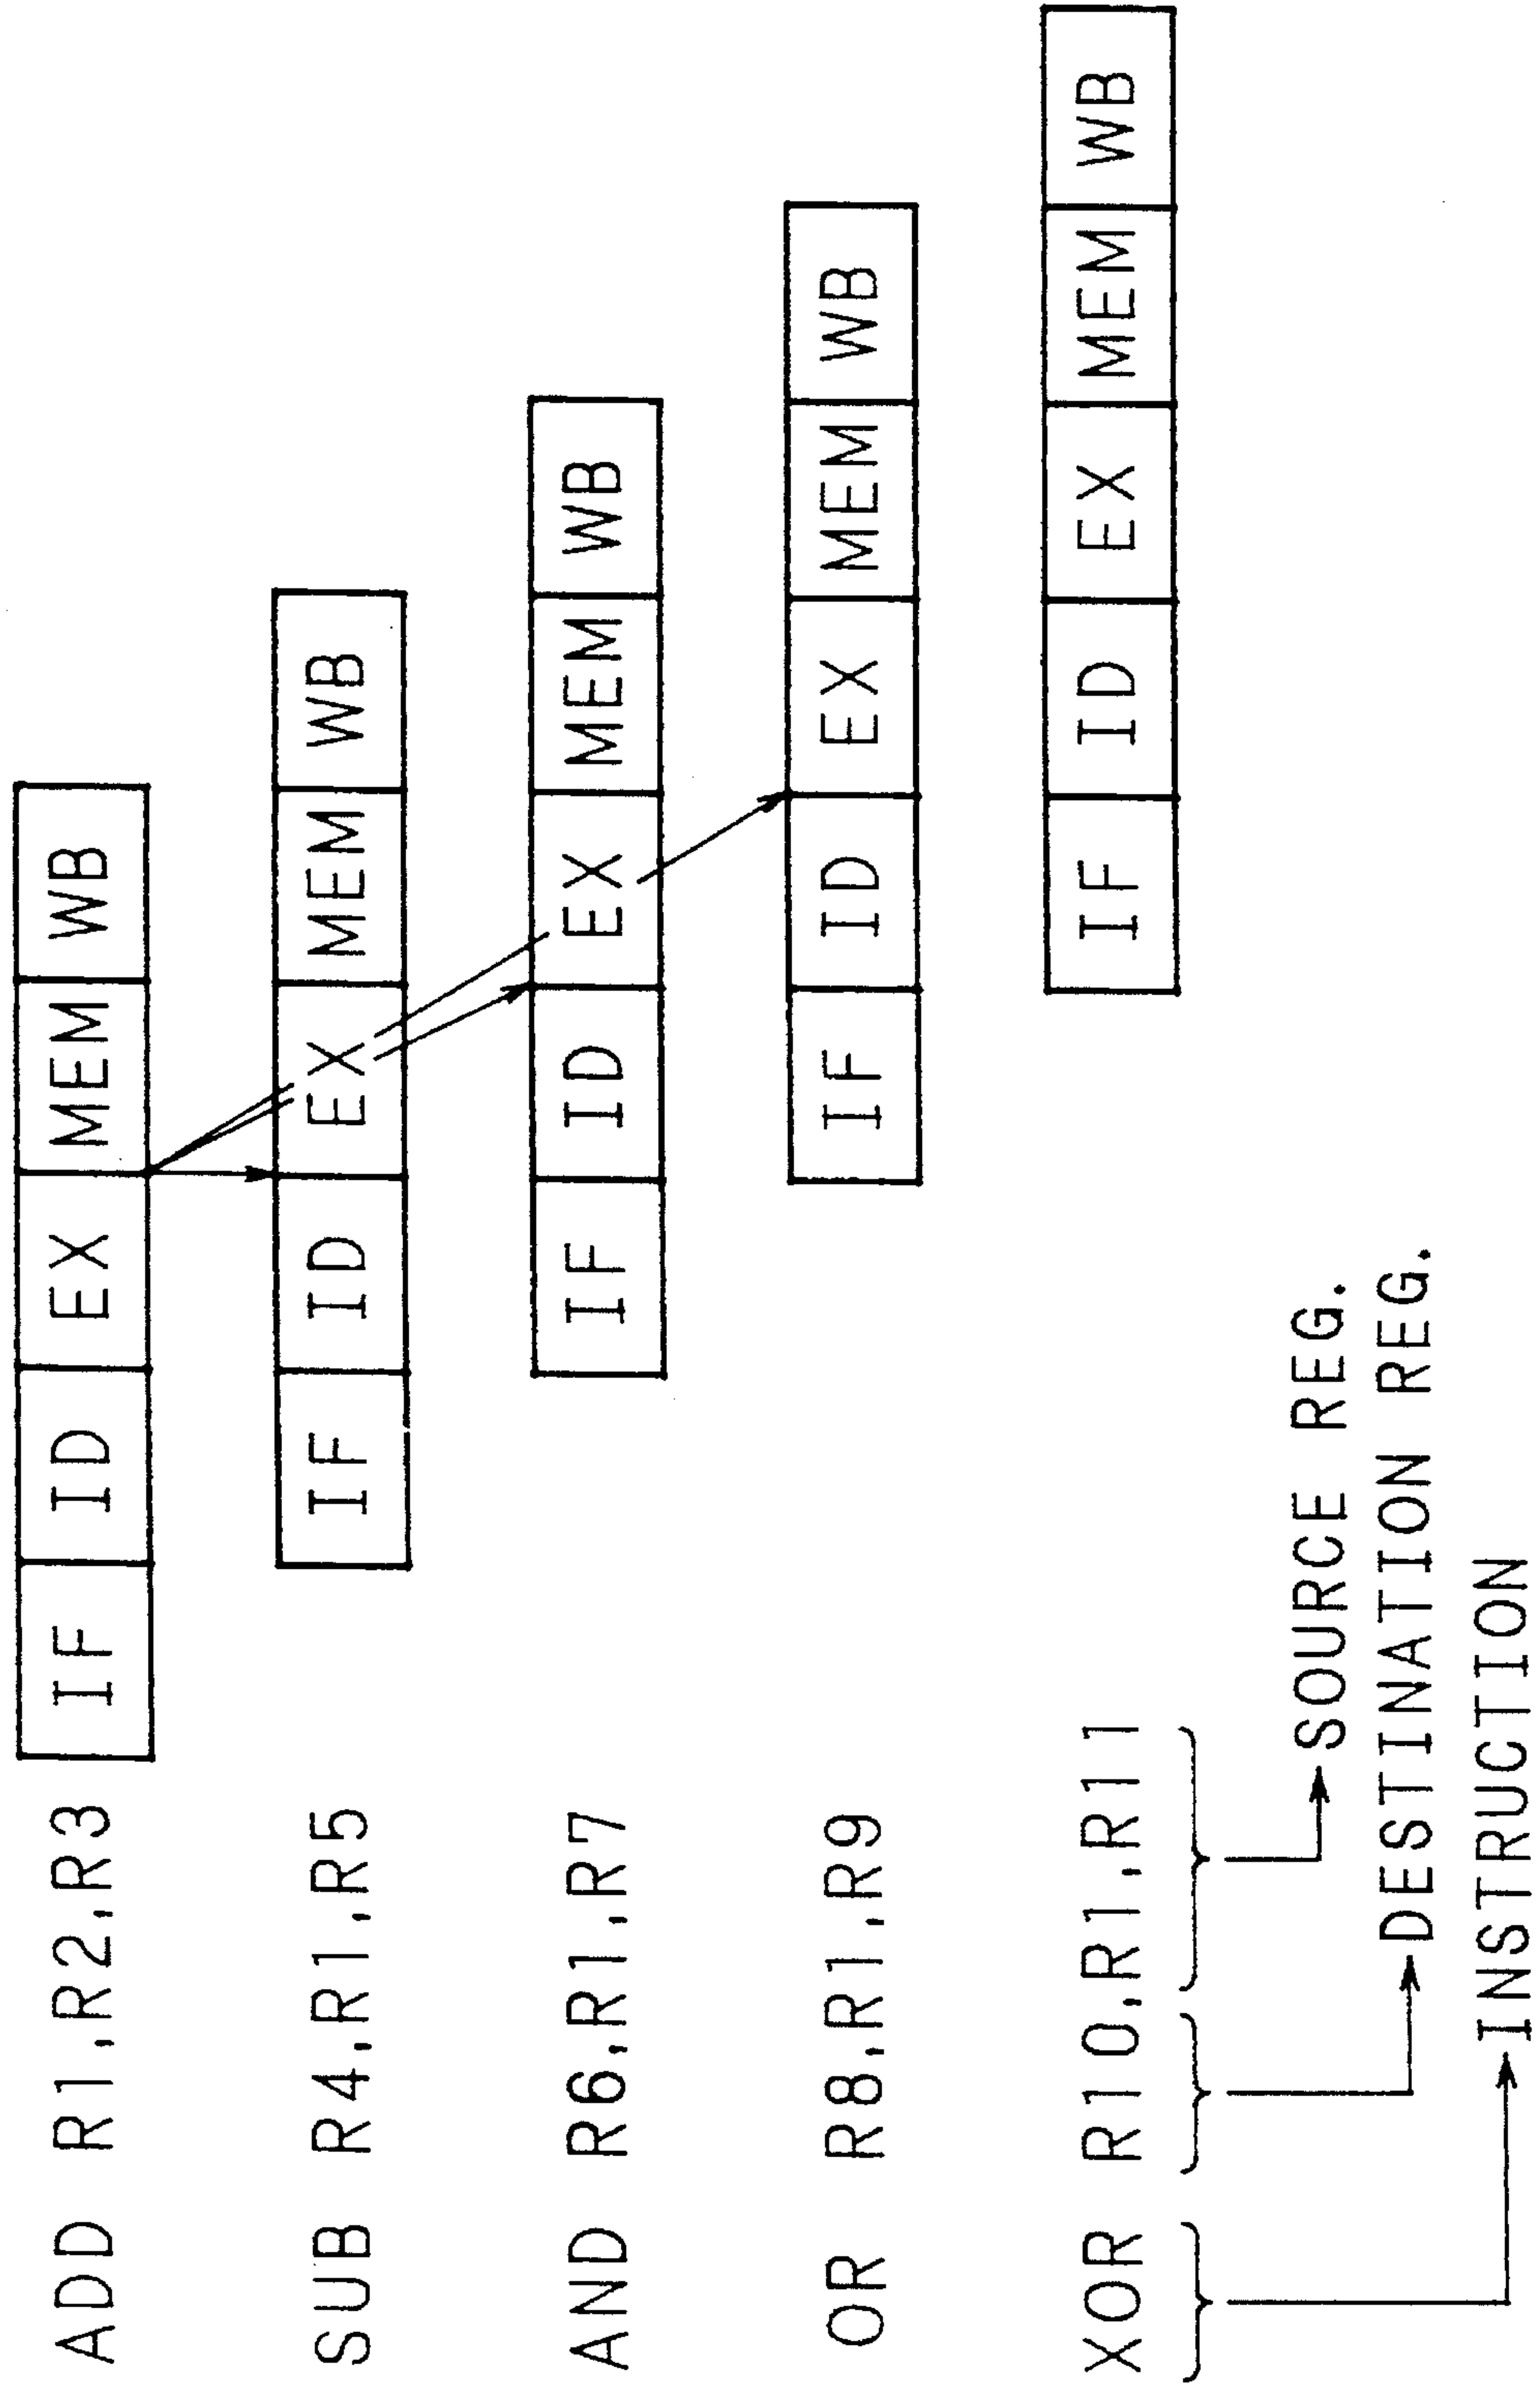 ADD R1,R2,R3 IF ID EX MEM WB
SUB R4,R1,R5 IF ID EX MEM WB
AND R6,R1,R7 IF ID EX MEM WB
OR R8,R1,R9 IF ID EX MEM WB
XOR R10,R1,R11 IF ID EX MEM WB
SOURCE REG.
DESTINATION REG.
INSTRUCTION